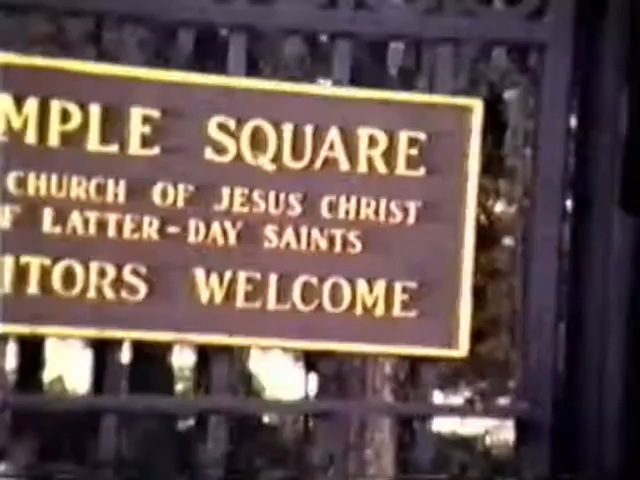 MPLE SQUARE
CHURCH OF JESUS CHRIST
F LATTER-DAY SAINTS
ITORS WELCOME